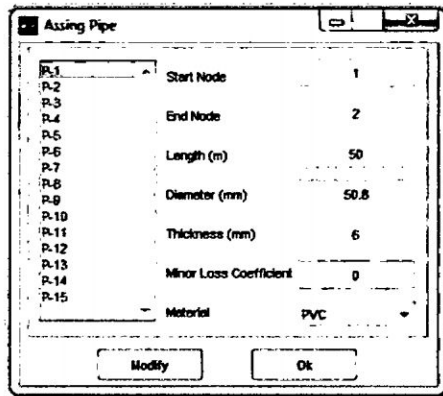 Assing Pipe
P-1
P-2
P-3
P-4
P-5
P-6
P-7
P-8
P-9
P-10
P-11
P-12
P-13
P-14
P-15
Start Node 1
End Node 2
Length (m) 50
Diameter (mm) 50.8
Thickness (mm) 6
Minor Loss Coefficient 0
Material PVC
Modify Ok